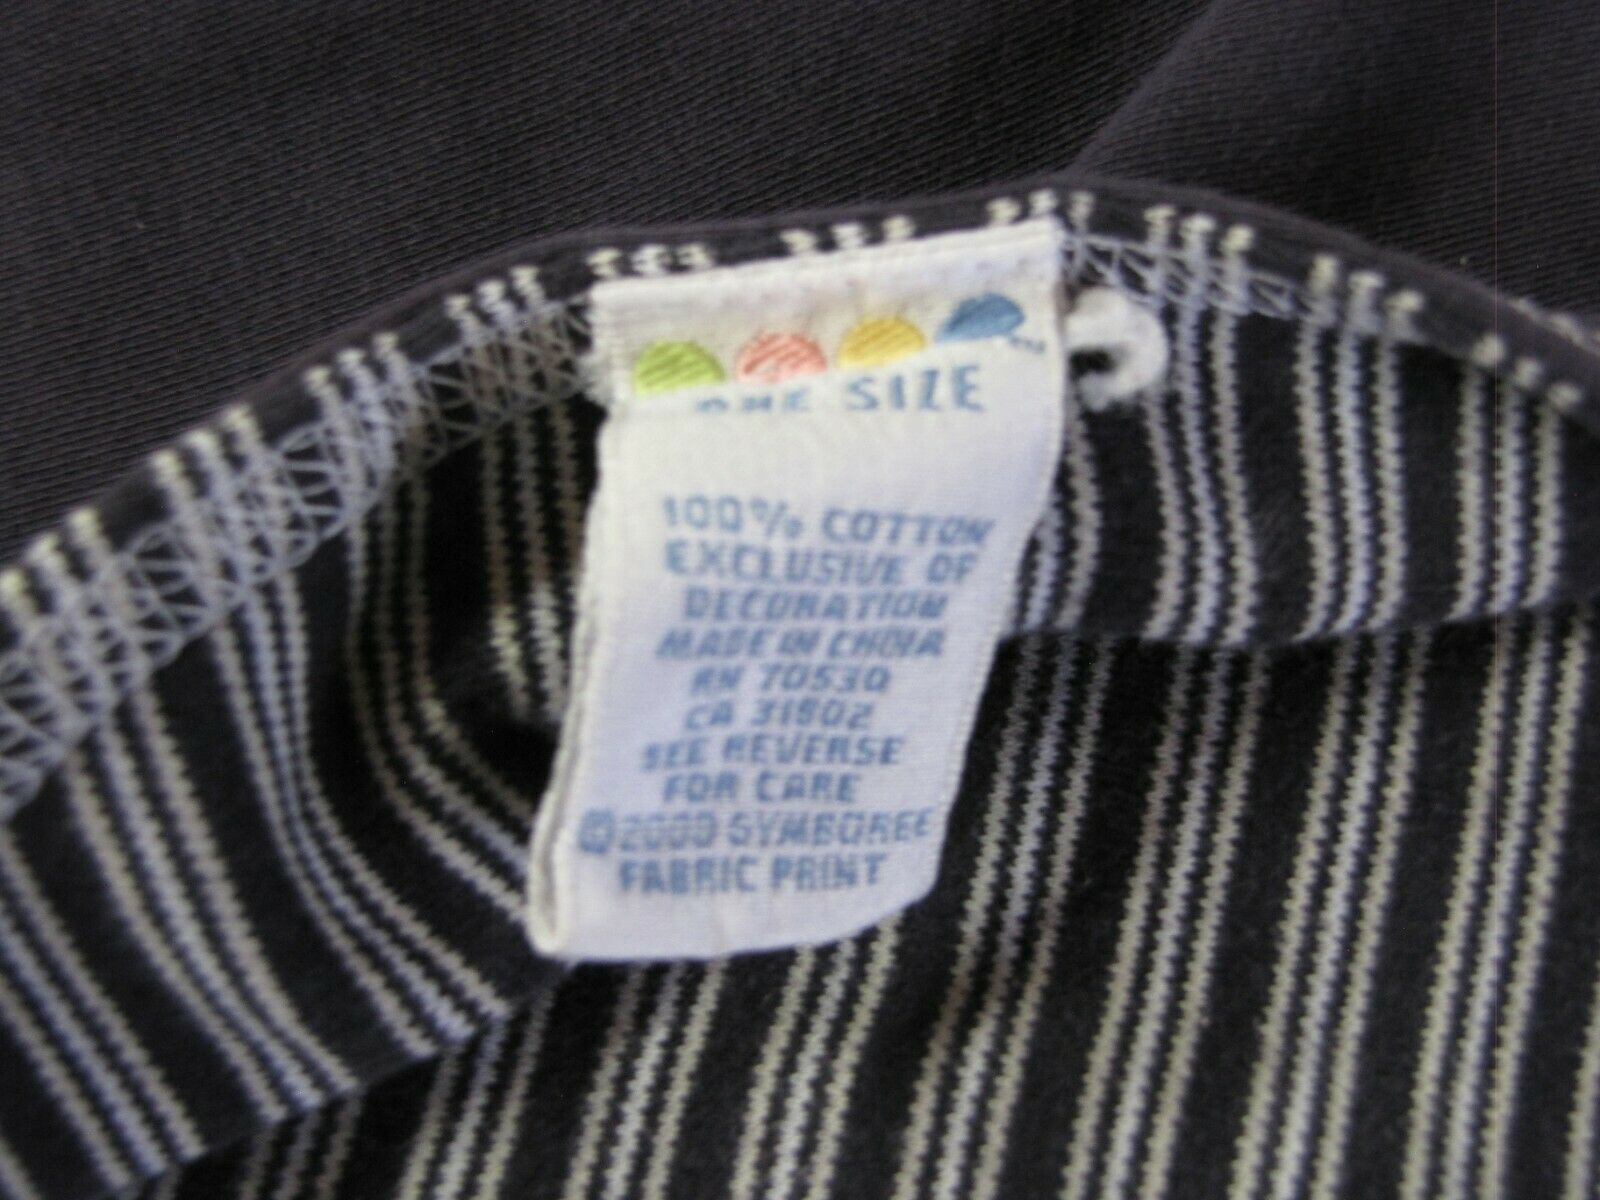 ONE SIZE
100% COTTON
EXCLUSIVE OF
DECORATION
MADE IN CHINA
RN 70530
CA 31802
SEE REVERSE
FOR CARE
©2000 GYMBOREE
FABRIC PRINT